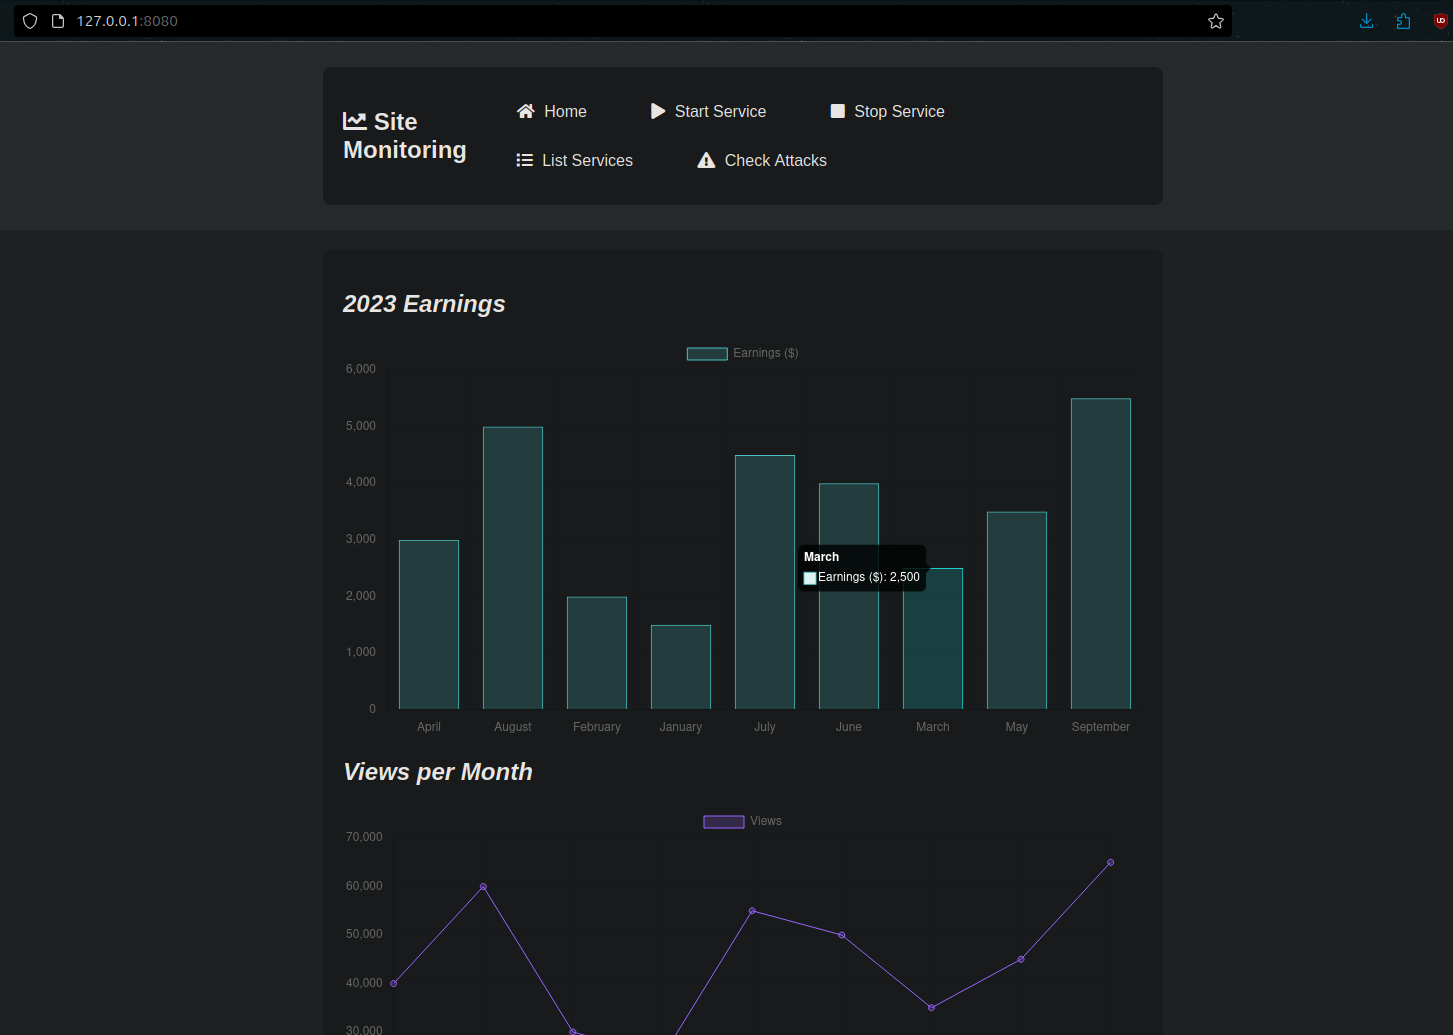 127.0.0.1:8080
Site Monitoring
Home
Start Service
Stop Service
List Services
Check Attacks
2023 Earnings
Earnings ($)
6,000
5,000
4,000
3,000
2,000
1,000
0
March
Earnings ($): 2,500
April August February January July June March May September
Views per Month
Views
70,000
60,000
50,000
40,000
30,000